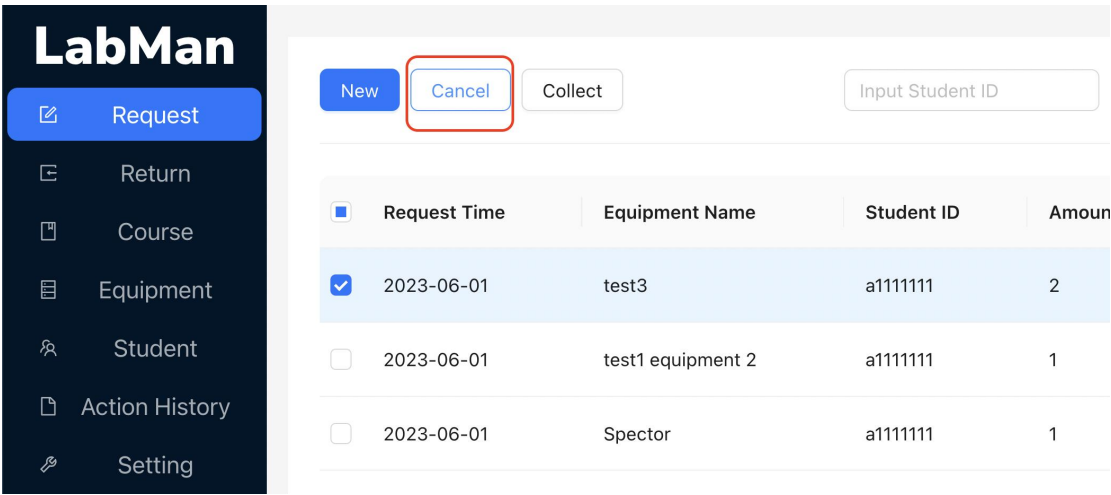 LabMan
Request
Return
Course
Equipment
Student
Action History
Setting
New Cancel Collect Input Student ID
Request Time Equipment Name Student ID Amoun
2023-06-01 test3 a1111111 2
2023-06-01 test1 equipment 2 a1111111 1
2023-06-01 Spector a1111111 1